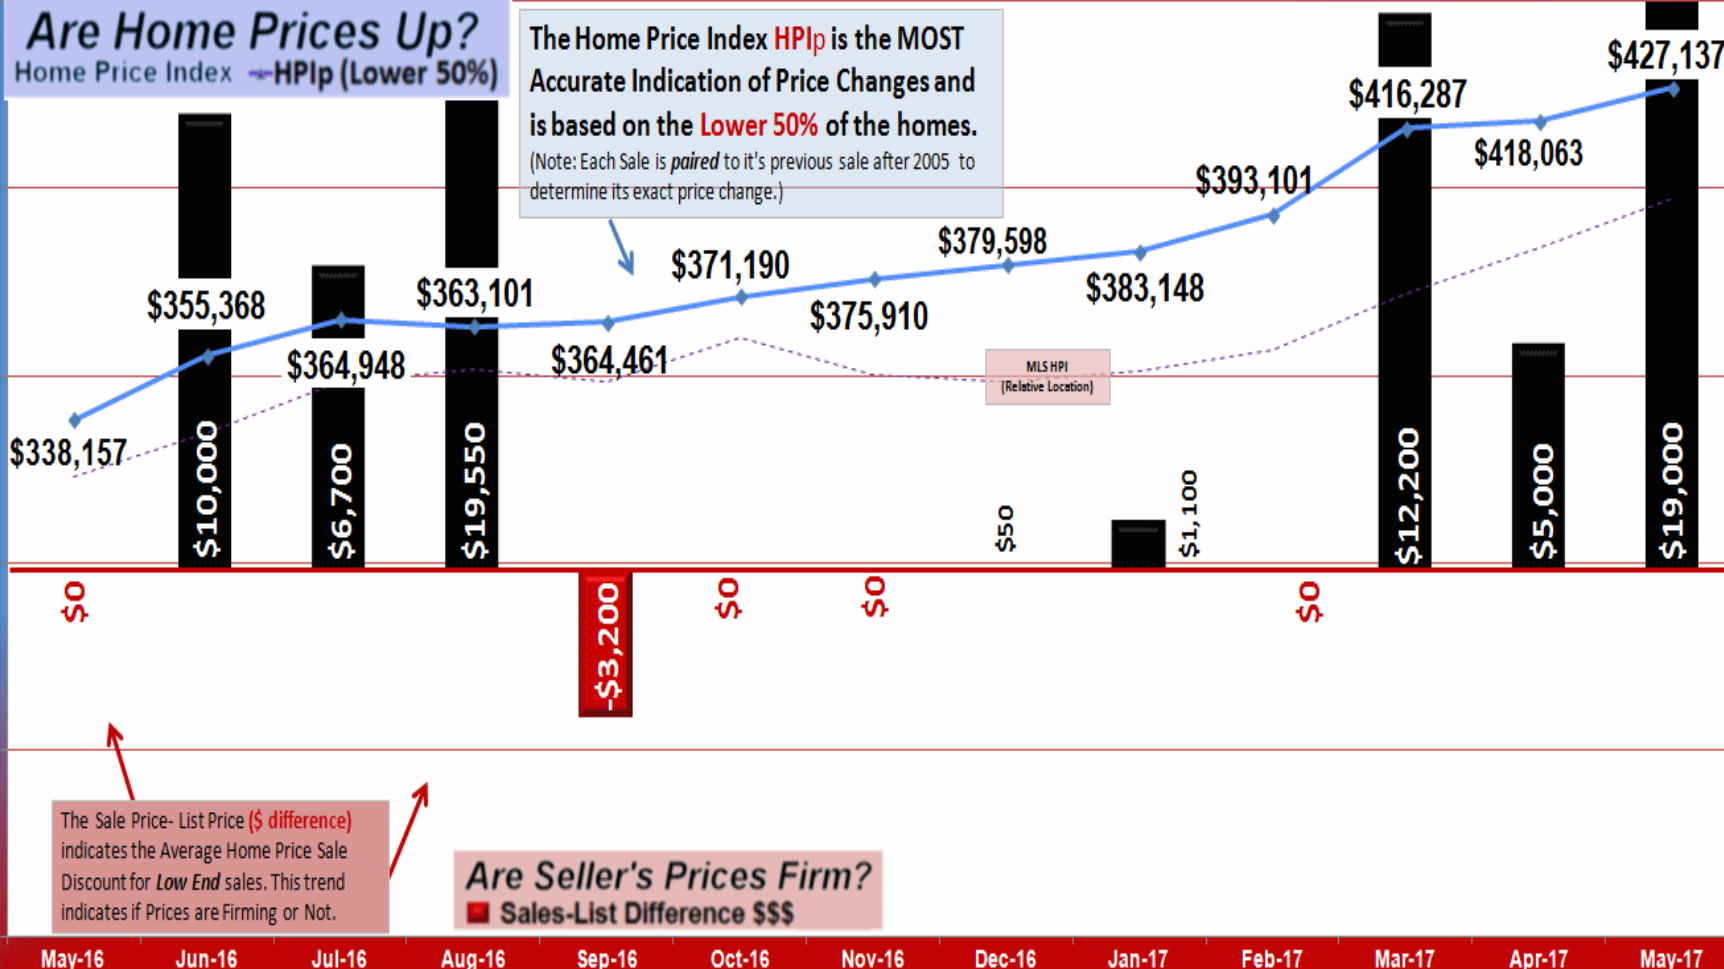 Are Home Prices Up?
Home Price Index HPIp (Lower 50%)
The Home Price Index HPIp is the MOST
Accurate Indication of Price Changes and
is based on the Lower 50% of the homes.
(Note: Each Sale is paired to it's previous sale after 2005 to
determine its exact price change.)
$338,157
$355,368
$364,948
$363,101
$364,461
$371,190
$375,910
$379,598
$383,148
$393,101
$416,287
$418,063
$427,137
MLS HPI
(Relative Location)
$0
$10,000
$6,700
$19,550
-$3,200
$0
$0
$50
$1,100
$0
$12,200
$5,000
$19,000
The Sale Price- List Price ($ difference)
indicates the Average Home Price Sale
Discount for Low End sales. This trend
indicates if Prices are Firming or Not.
Are Seller's Prices Firm?
Sales-List Difference $$$
May-16 Jun-16 Jul-16 Aug-16 Sep-16 Oct-16 Nov-16 Dec-16 Jan-17 Feb-17 Mar-17 Apr-17 May-17